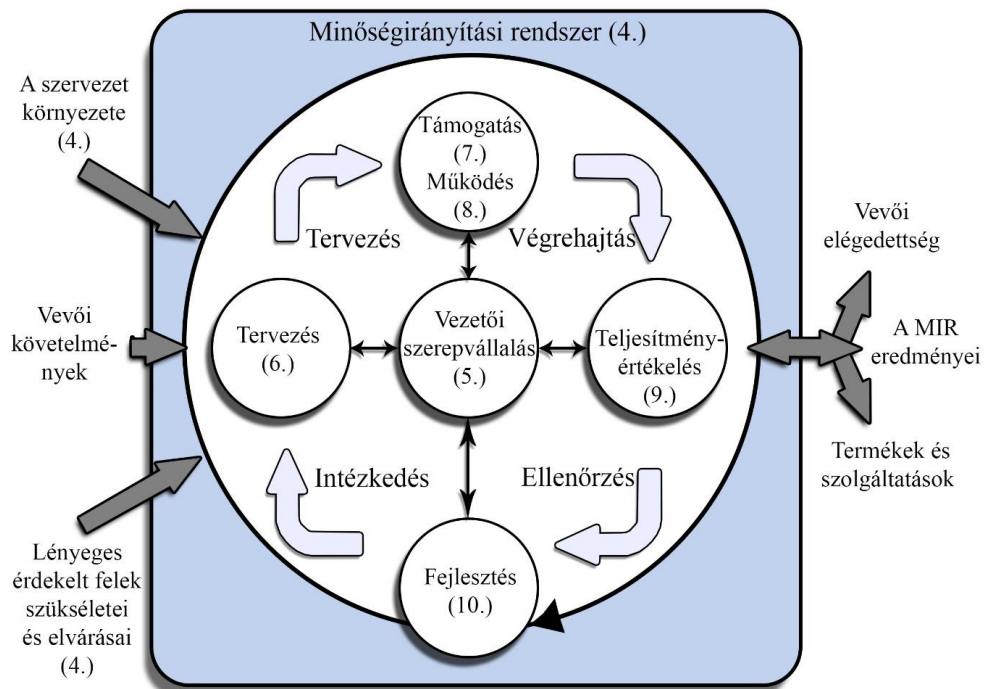 Minőségirányítási rendszer (4.)
A szervezet
környezete
(4.)
Vevői
követelmé-
nyek
Lényeges
érdekelt felek
szükséletei
és elvárásai
(4.)
Támogatás
(7.)
Működés
(8.)
Tervezés
Végrehajtás
Tervezés
(6.)
Vezetői
szerepvállalás
(5.)
Teljesítmény-
értékelés
(9.)
Intézkedés
Ellenőrzés
Fejlesztés
(10.)
Vevői
elégedettség
A MIR
eredményei
Termékek és
szolgáltatások